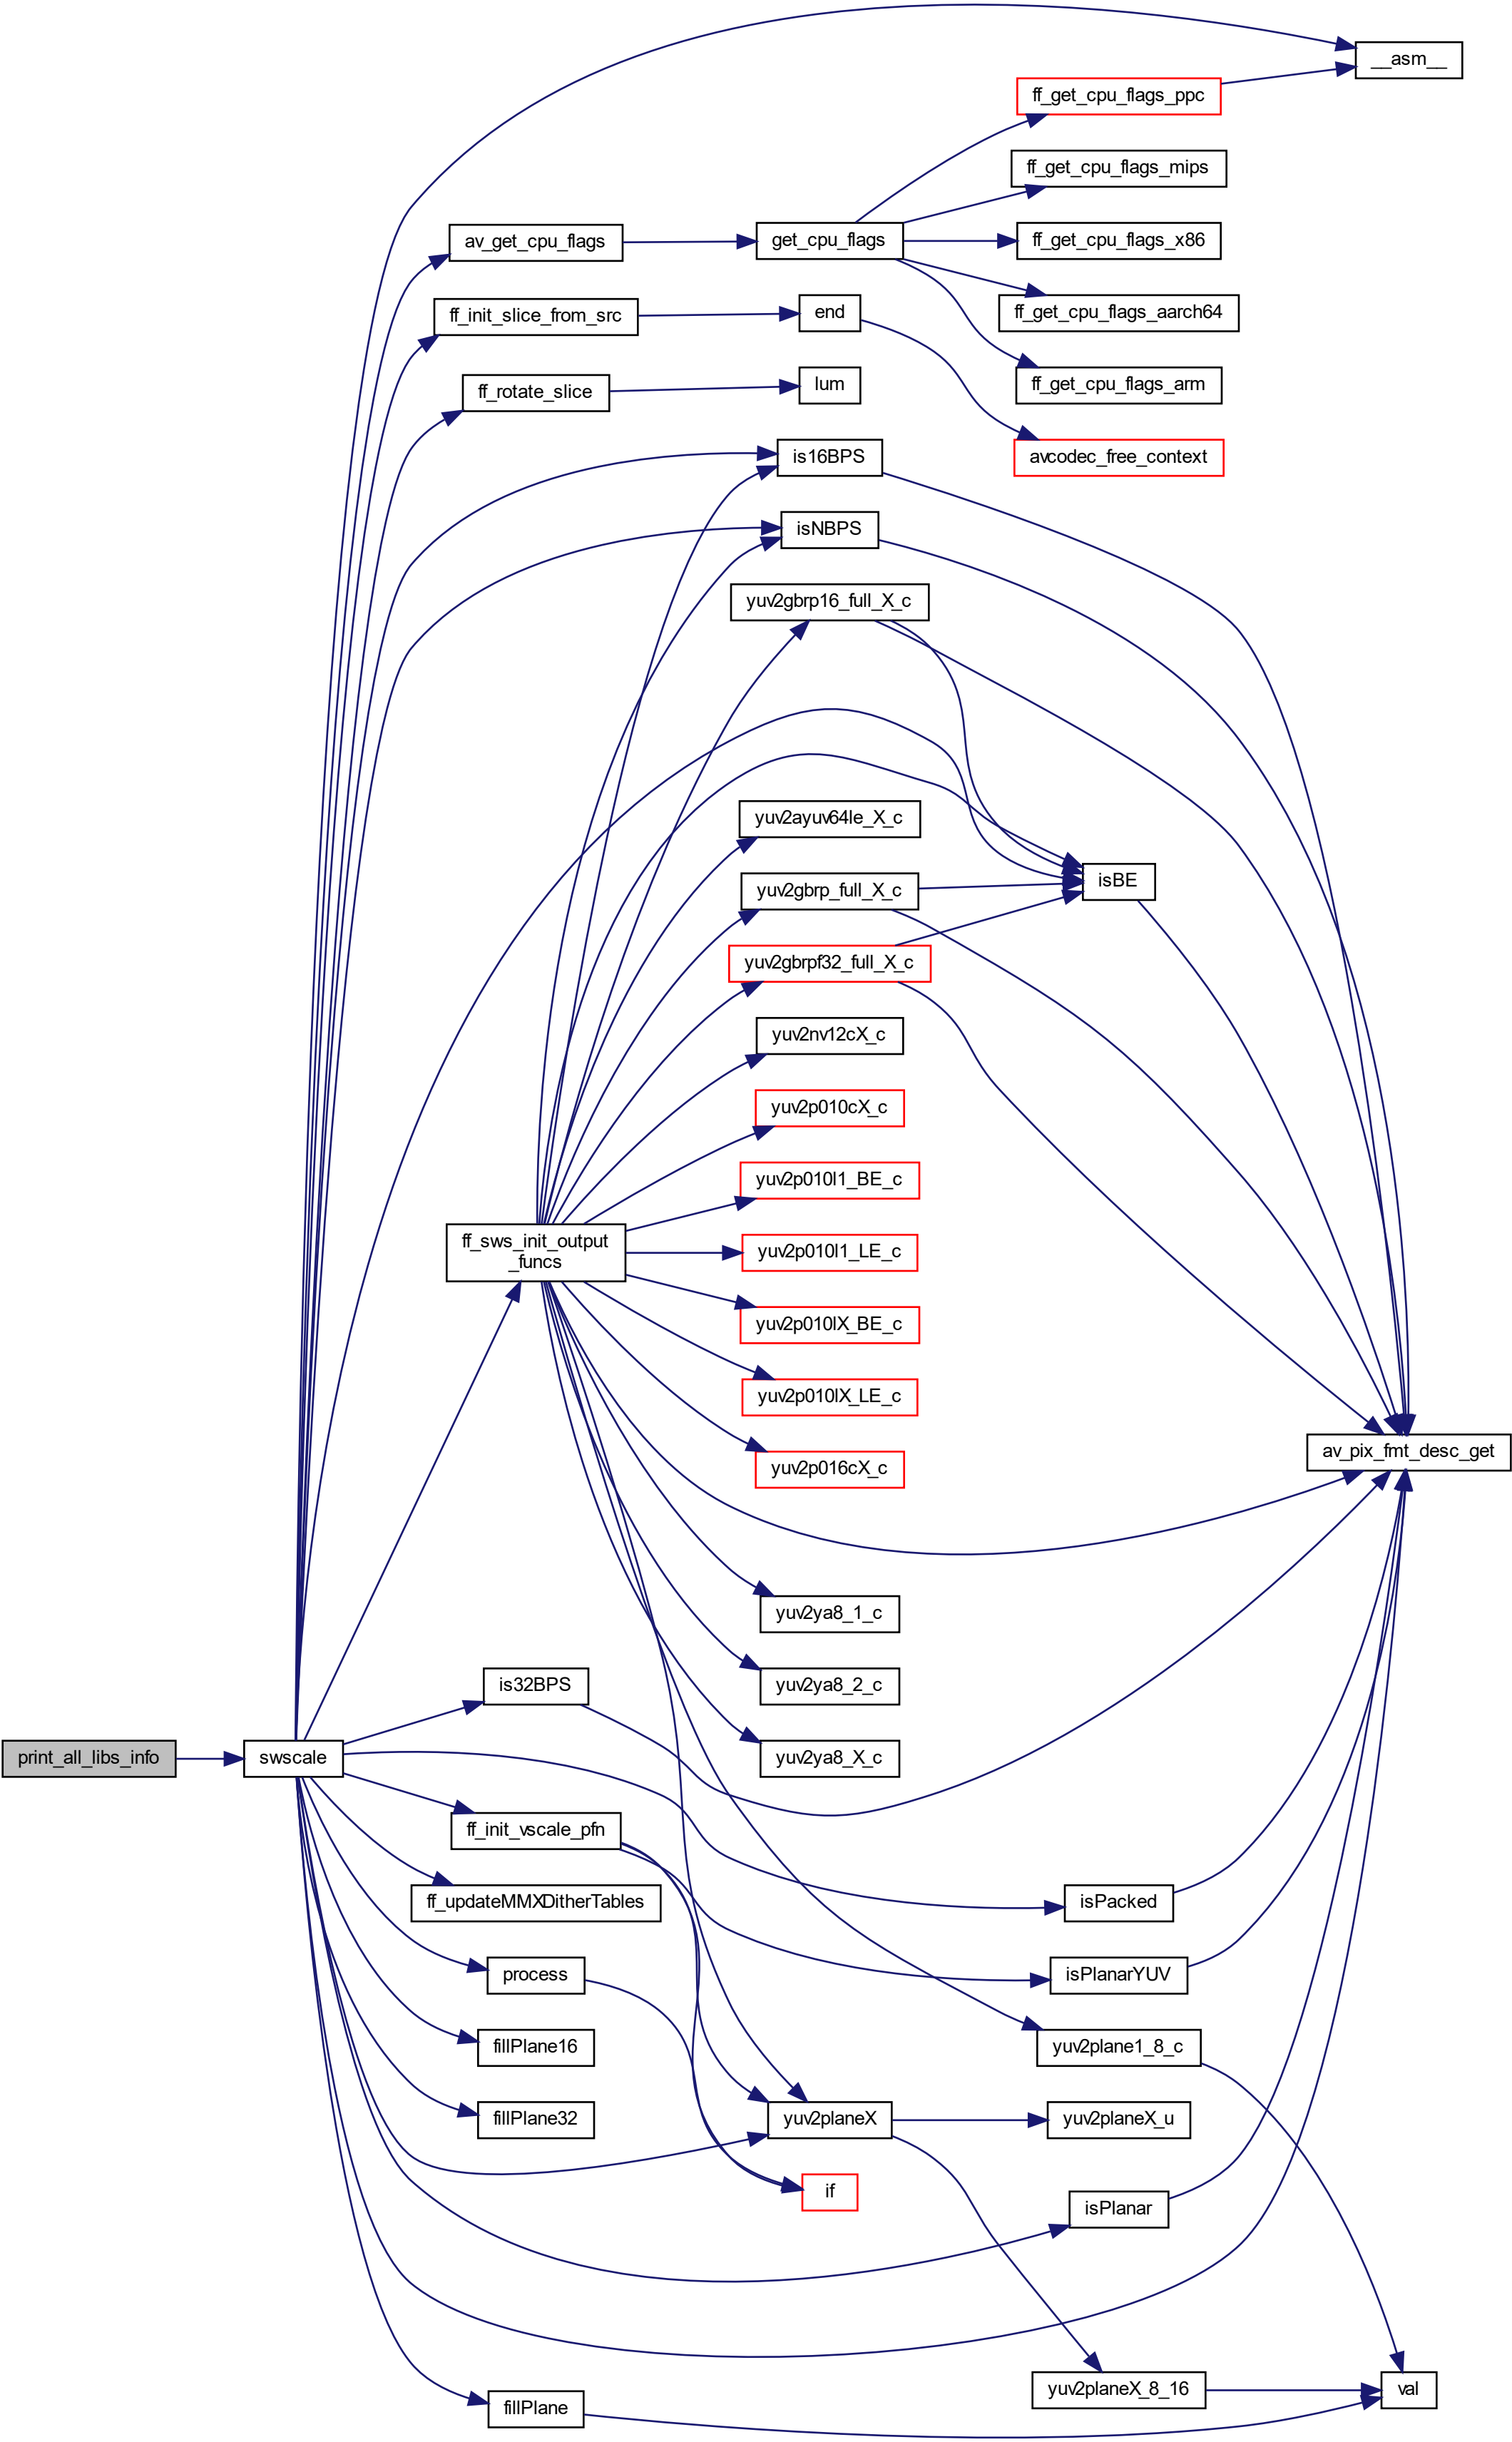 __asm__
ff_get_cpu_flags_ppc
ff_get_cpu_flags_mips
av_get_cpu_flags
get_cpu_flags
ff_get_cpu_flags_x86
ff_init_slice_from_src
end
ff_get_cpu_flags_aarch64
ff_rotate_slice
lum
ff_get_cpu_flags_arm
is16BPS
avcodec_free_context
isNBPS
yuv2gbrp16_full_X_c
yuv2ayuv64le_X_c
yuv2gbrp_full_X_c
isBE
yuv2gbrpf32_full_X_c
yuv2nv12cX_c
yuv2p010cX_c
yuv2p010l1_BE_c
ff_sws_init_output
_funcs
yuv2p010l1_LE_c
yuv2p010lX_BE_c
yuv2p010lX_LE_c
av_pix_fmt_desc_get
yuv2p016cX_c
yuv2ya8_1_c
is32BPS
yuv2ya8_2_c
print_all_libs_info
swscale
yuv2ya8_X_c
ff_init_vscale_pfn
ff_updateMMXDitherTables
isPacked
process
isPlanarYUV
fillPlane16
yuv2plane1_8_c
fillPlane32
yuv2planeX
yuv2planeX_u
if
isPlanar
yuv2planeX_8_16
val
fillPlane